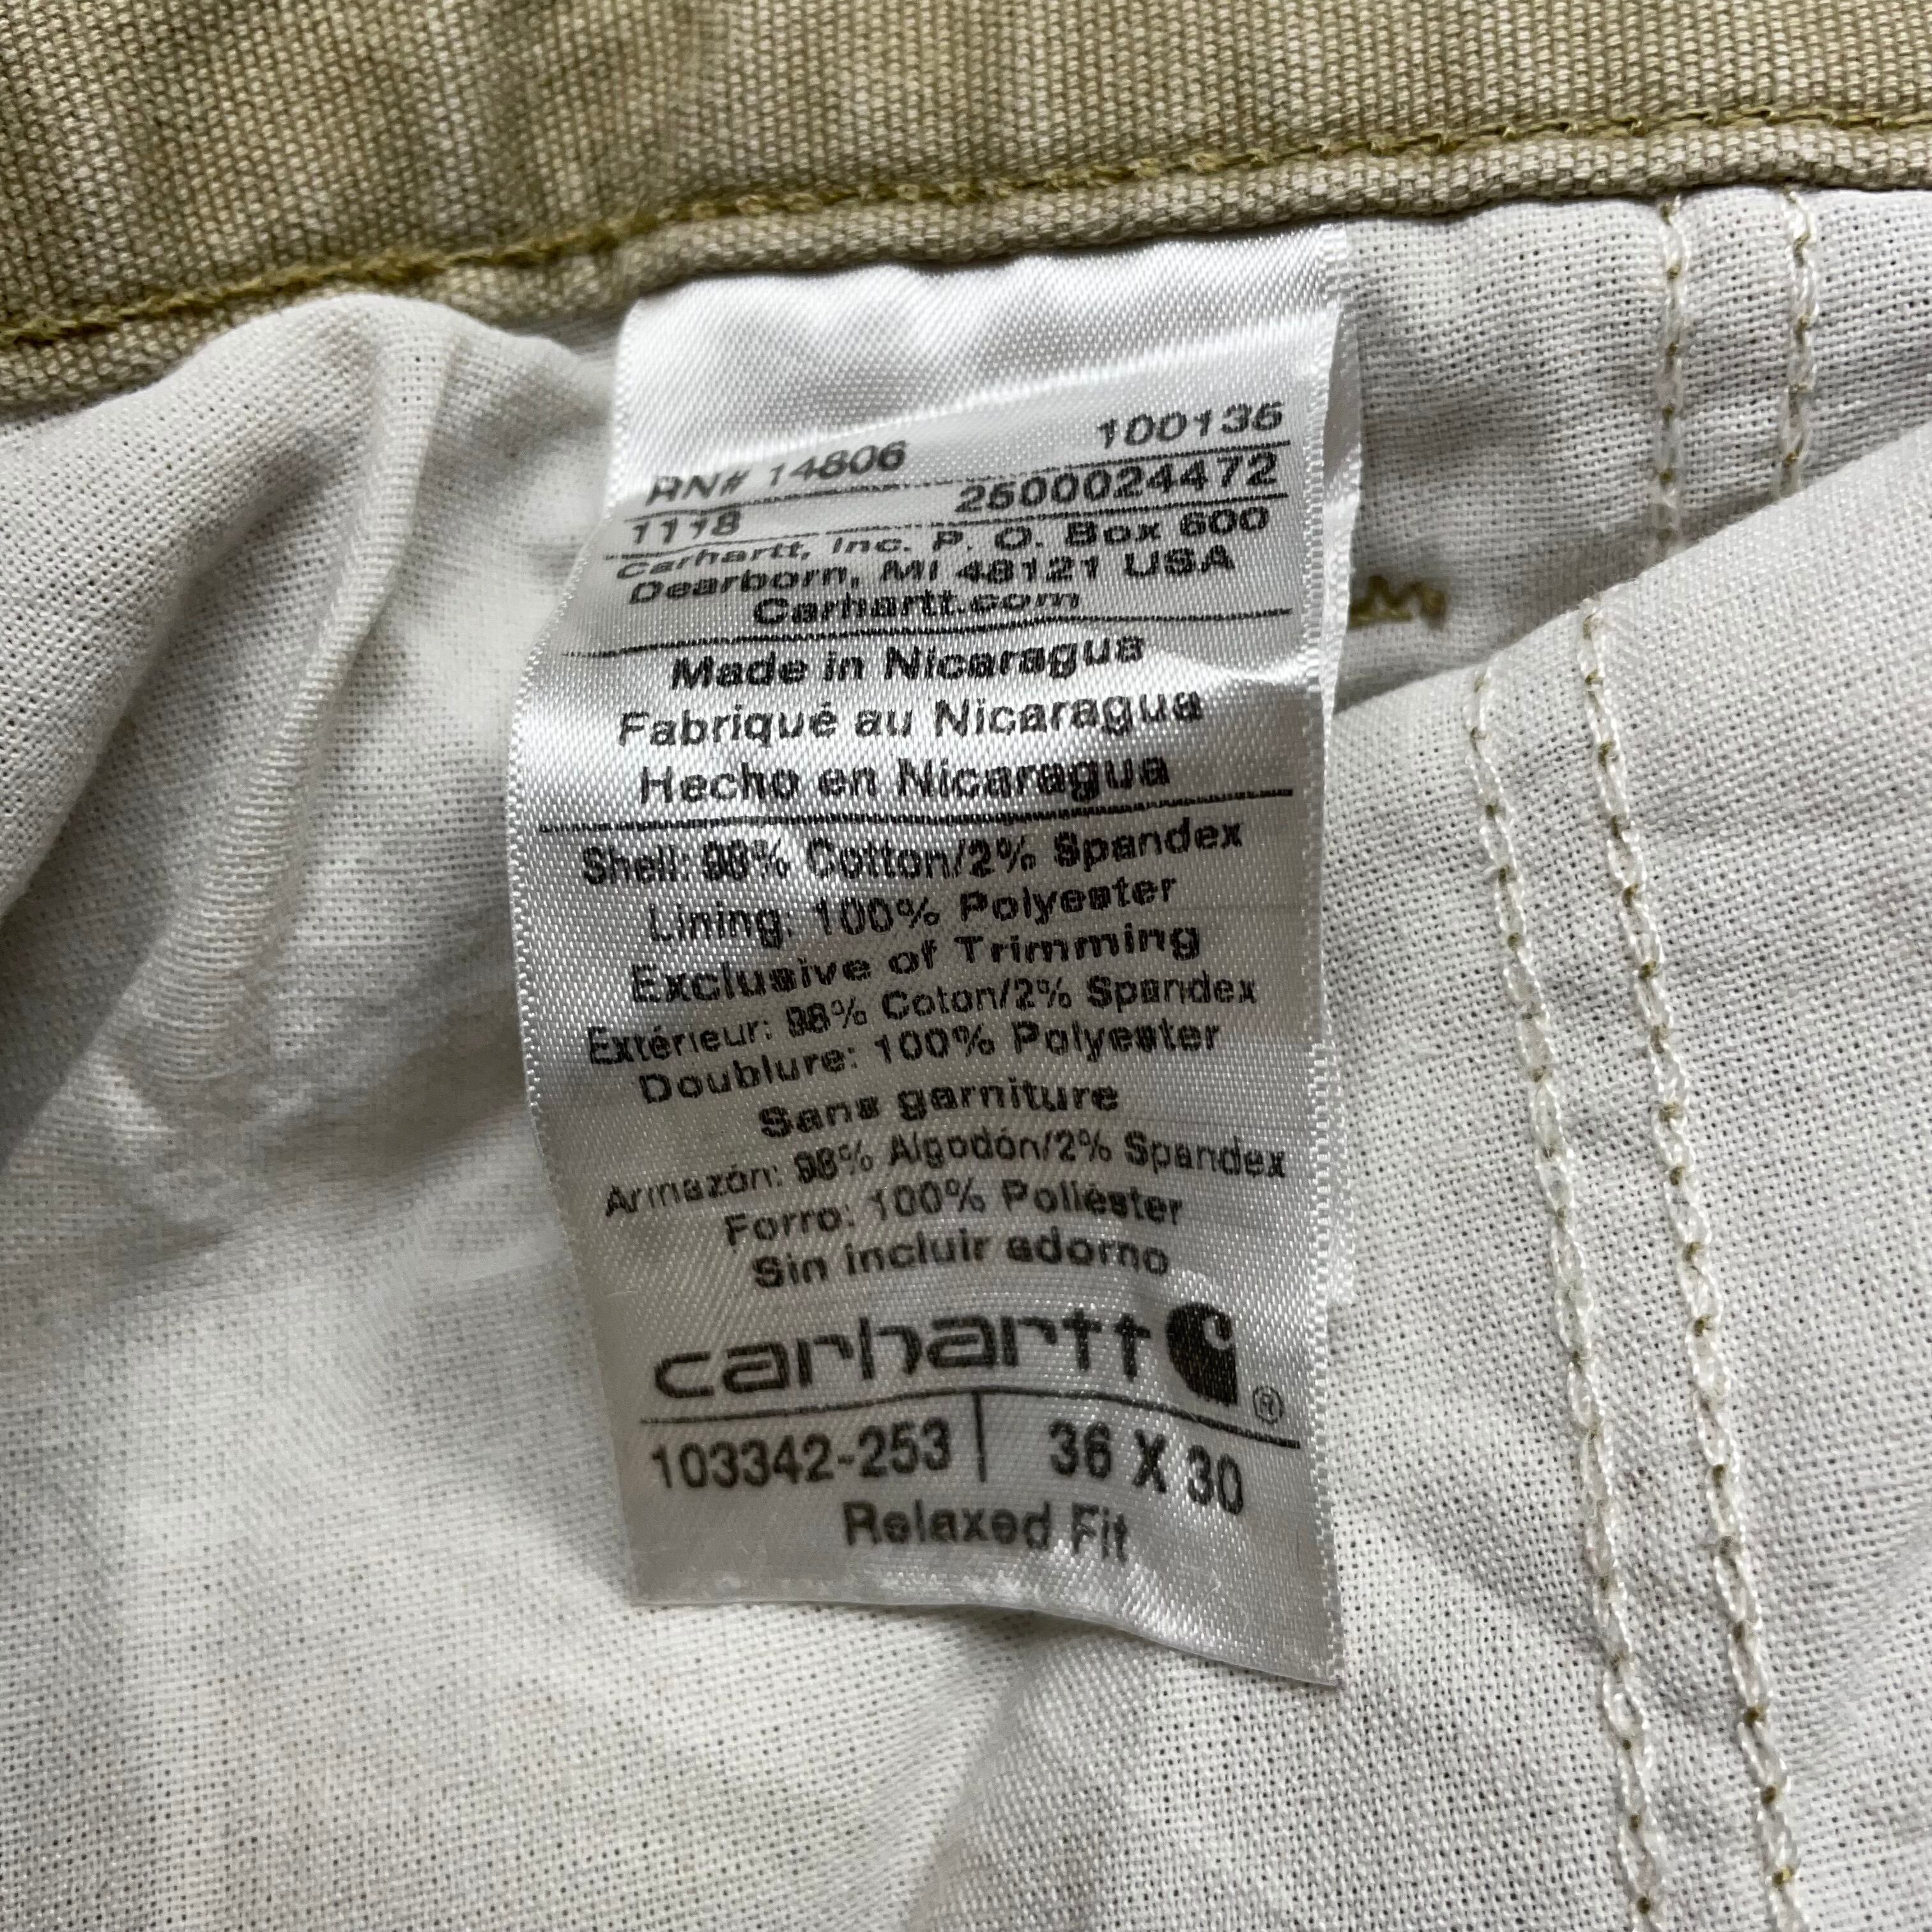 RN# 14806 100135
1118 2500024472
Carhartt, Inc. P. O. Box 600
Dearborn, MI 48121 USA
Carhartt.com
Made in Nicaragua
Fabriqué au Nicaragua
Hecho en Nicaragua
Shell: 98% Cotton/2% Spandex
Lining: 100% Polyester
Exclusive of Trimming
Extérieur: 98% Coton/2% Spandex
Doublure: 100% Polyester
Sans garniture
Armazón: 98% Algodón/2% Spandex
Forro: 100% Poliéster
Sin incluir adorno
carhartt ®
103342-253 | 36 X 30
Relaxed Fit